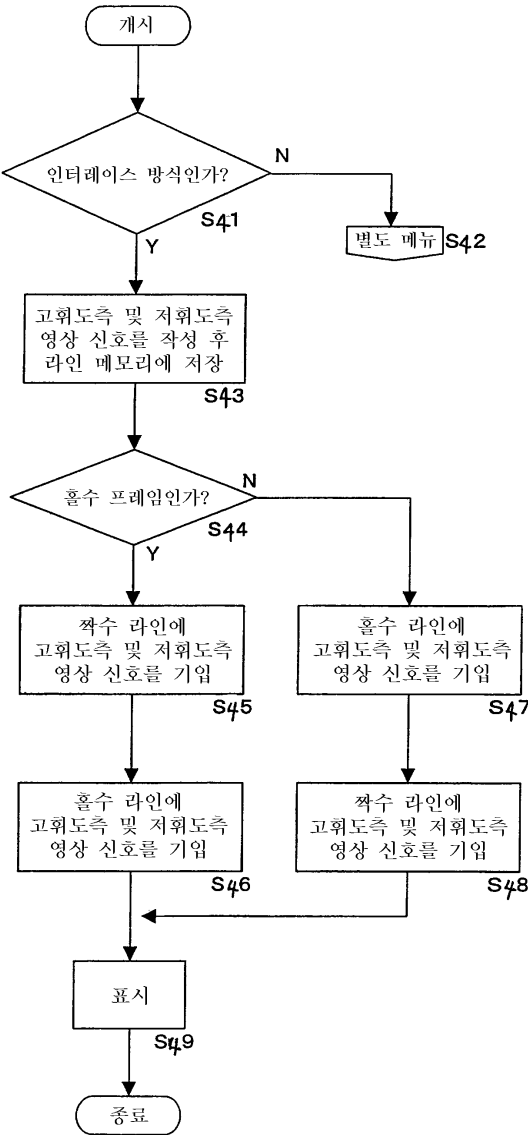 개시
인터레이스 방식인가?
N
S41
Y
별도 메뉴
S42
고휘도측 및 저휘도측
영상 신호를 작성 후
라인 메모리에 저장
S43
홀수 프레임인가?
N
S44
Y
짝수 라인에
고휘도측 및 저휘도측
영상 신호를 기입
S45
홀수 라인에
고휘도측 및 저휘도측
영상 신호를 기입
S47
홀수 라인에
고휘도측 및 저휘도측
영상 신호를 기입
S46
짝수 라인에
고휘도측 및 저휘도측
영상 신호를 기입
S48
표시
S49
종료